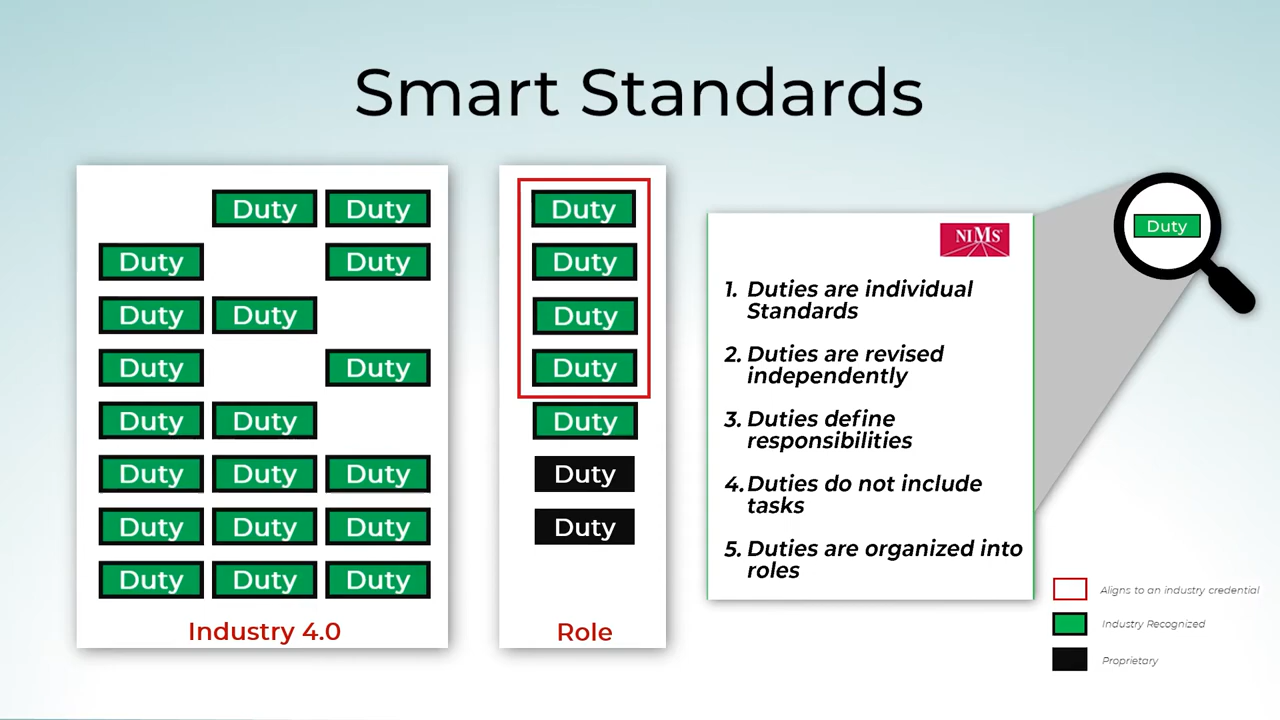 Smart Standards
Duty Duty
Duty Duty
Duty Duty
Duty Duty
Duty Duty
Duty Duty Duty
Duty Duty Duty
Duty Duty Duty
Industry 4.0
Duty
Duty
Duty
Duty
Duty
Duty
Duty
Role
NIMS
1. Duties are individual
Standards
2. Duties are revised
independently
3. Duties define
responsibilities
4. Duties do not include
tasks
5. Duties are organized into
roles
Duty
Aligns to an industry credential
Industry Recognized
Proprietary